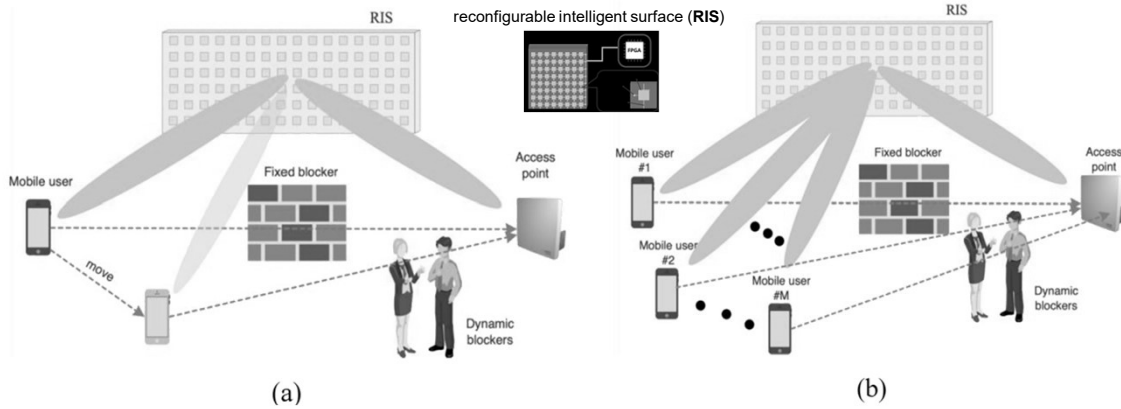 reconfigurable intelligent surface (RIS)
FPGA
RIS
Mobile user
Fixed blocker
Access
point
move
Dynamic
blockers
(a)
RIS
Mobile user
#1
Fixed blocker
Access
point
Mobile user
#2
Mobile user
#M
Dynamic
blockers
(b)